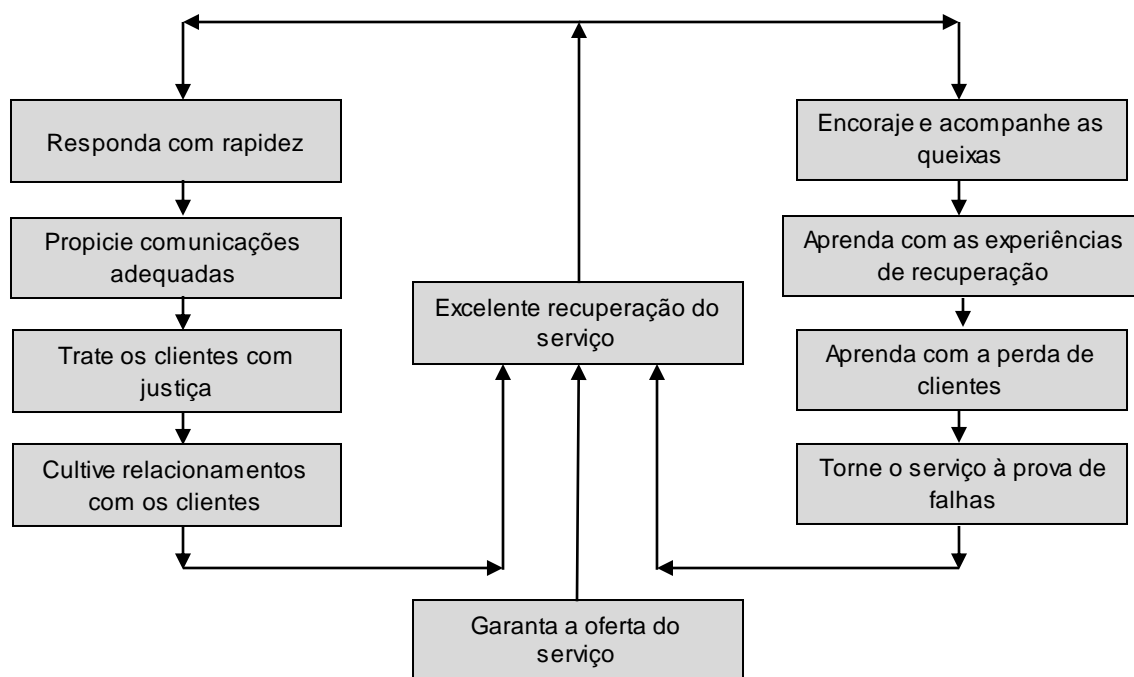 Responda com rapidez
Propicie comunicações
adequadas
Trate os clientes com
justiça
Cultive relacionamentos
com os clientes
Excelente recuperação do
serviço
Garanta a oferta do
serviço
Encoraje e acompanhe as
queixas
Aprenda com as experiências
de recuperação
Aprenda com a perda de
clientes
Torne o serviço à prova de
falhas